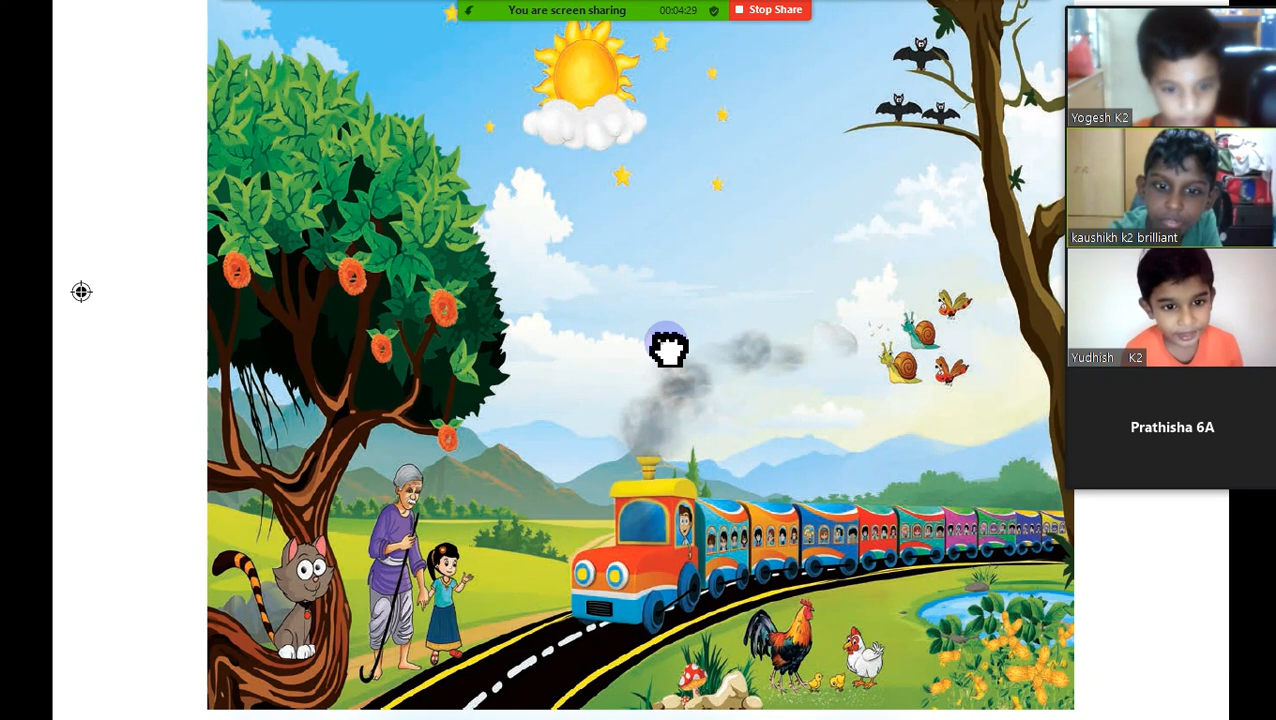 You are screen sharing
00:04:29
Stop Share
Yogesh K2
kaushikh k2 brilliant
Yudhish K2
Prathisha 6A